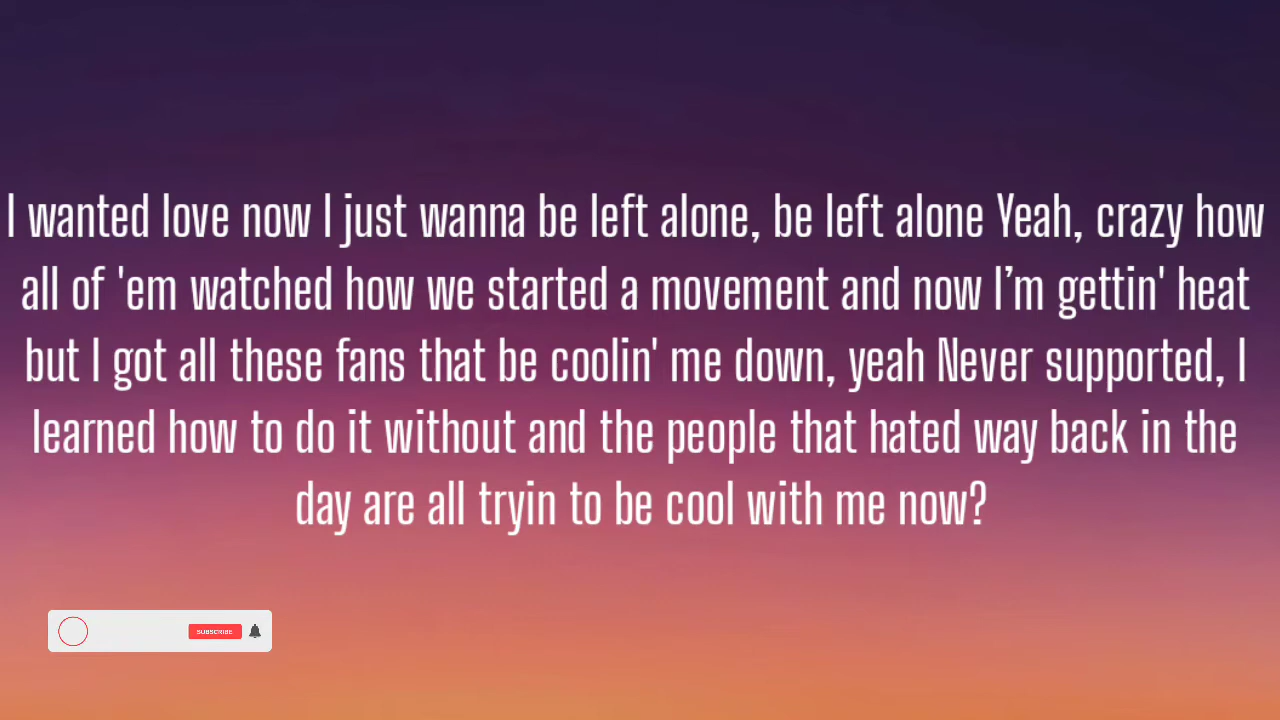 I wanted love now I just wanna be left alone, be left alone Yeah, crazy how
all of 'em watched how we started a movement and now I’m gettin' heat
but I got all these fans that be coolin' me down, yeah Never supported, I
learned how to do it without and the people that hated way back in the
day are all tryin to be cool with me now?
SUBSCRIBE